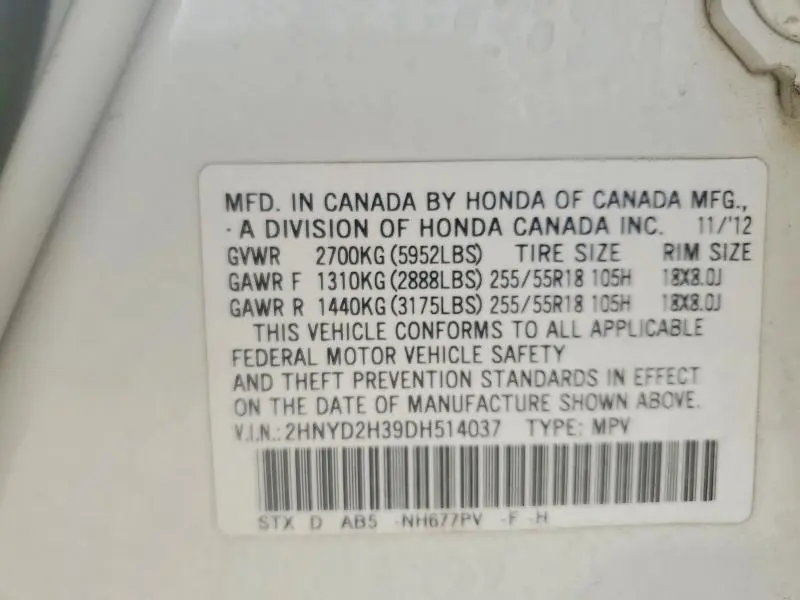 MFD. IN CANADA BY HONDA OF CANADA MFG.,
A DIVISION OF HONDA CANADA INC. 11/'12
GVWR 2700KG (5952LBS) TIRE SIZE RIM SIZE
GAWR F 1310KG (2888LBS) 255/55R18 105H 18X8.0J
GAWR R 1440KG (3175LBS) 255/55R18 105H 18X8.0J
THIS VEHICLE CONFORMS TO ALL APPLICABLE
FEDERAL MOTOR VEHICLE SAFETY
AND THEFT PREVENTION STANDARDS IN EFFECT
ON THE DATE OF MANUFACTURE SHOWN ABOVE.
V.I.N.: 2HNYD2H39DH514037 TYPE: MPV
STX D AB5 -NH677PV -F -H